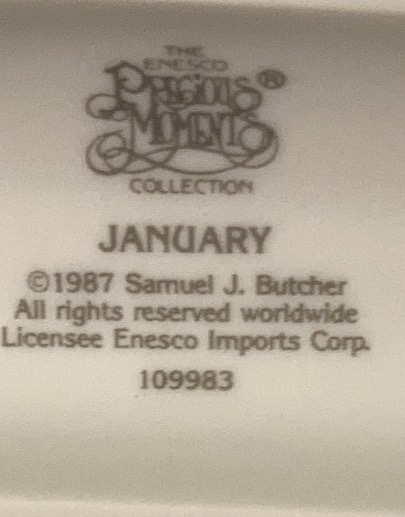 THE
ENESCO
PRECIOUS ®
MOMENTS
COLLECTION
JANUARY
©1987 Samuel J. Butcher
All rights reserved worldwide
Licensee Enesco Imports Corp.
109983